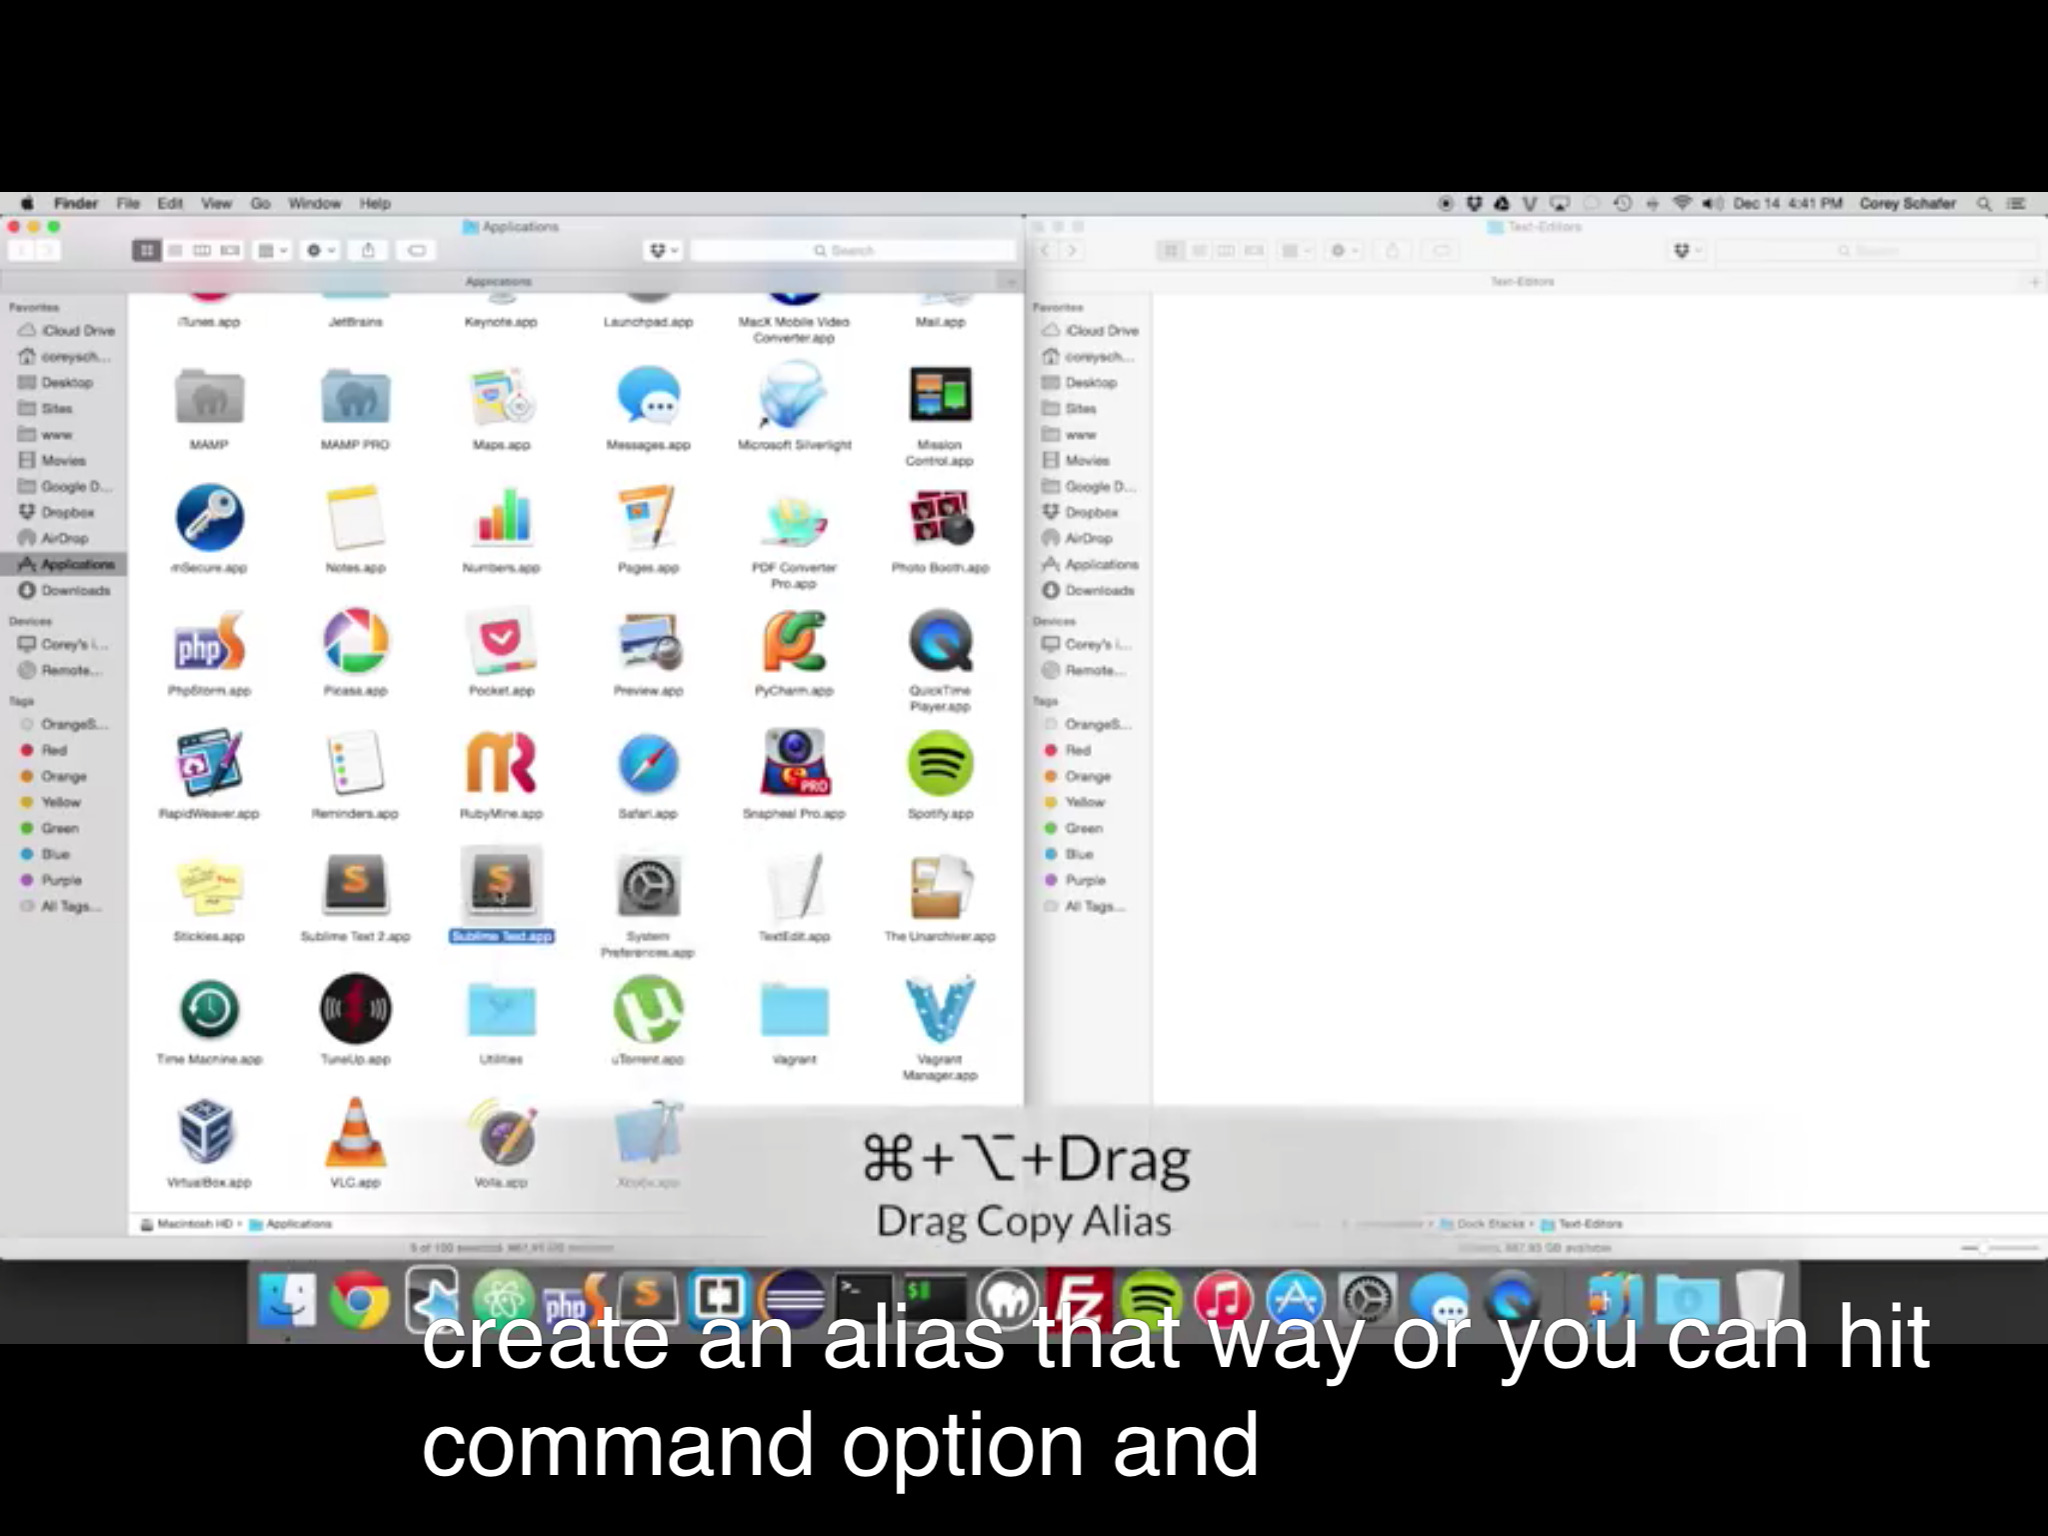 Finder File Edit View Go Window Help
Dec 14 4:41 PM Corey Schafer
Applications
Search
Applications
Text-Editors
Text-Editors
Favorites
iCloud Drive
coreysch...
Desktop
Sites
www
Movies
Google D...
Dropbox
AirDrop
Applications
Downloads
Devices
Corey's i...
Remote...
Tags
OrangeS...
Red
Orange
Yellow
Green
Blue
Purple
All Tags...
iTunes.app
JetBrains
Keynote.app
Launchpad.app
MacX Mobile Video
Converter.app
Mail.app
MAMP
MAMP PRO
Maps.app
Messages.app
Microsoft Silverlight
Mission
Control.app
mSecure.app
Notes.app
Numbers.app
Pages.app
PDF Converter
Pro.app
Photo Booth.app
php
PhpStorm.app
Picasa.app
Pocket.app
Preview.app
PyCharm.app
QuickTime
Player.app
PRO
RapidWeaver.app
Reminders.app
RubyMine.app
Safari.app
Snapheal Pro.app
Spotify.app
Stickies.app
Sublime Text 2.app
Sublime Text.app
System
Preferences.app
TextEdit.app
The Unarchiver.app
Time Machine.app
TuneUp.app
Utilities
uTorrent.app
Vagrant
Vagrant
Manager.app
VirtualBox.app
VLC.app
Voila.app
Xcode.app
Macintosh HD
Applications
Favorites
iCloud Drive
coreysch...
Desktop
Sites
www
Movies
Google D...
Dropbox
AirDrop
Applications
Downloads
Devices
Corey's i...
Remote...
Tags
OrangeS...
Red
Orange
Yellow
Green
Blue
Purple
All Tags...
Dock Stacks
Text-Editors
⌘+⌥+Drag
Drag Copy Alias
php
create an alias that way or you can hit
command option and